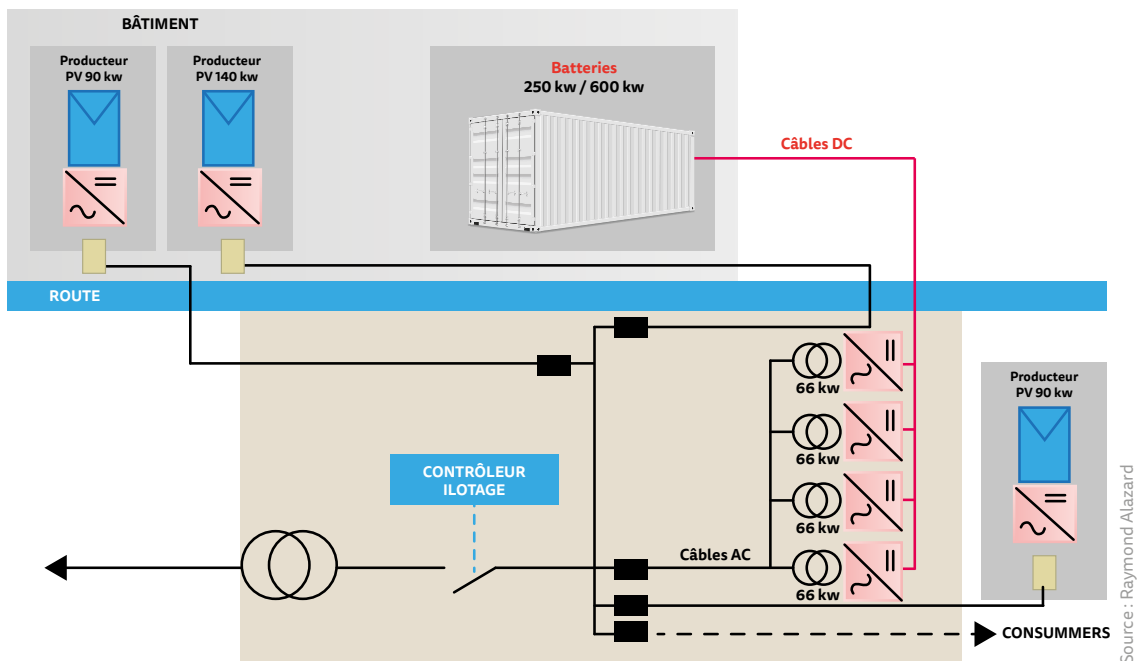 BÂTIMENT
Producteur
PV 90 kw
Producteur
PV 140 kw
Batteries
250 kw / 600 kw
Câbles DC
ROUTE
66 kw
66 kw
66 kw
66 kw
Producteur
PV 90 kw
CONTRÔLEUR
ILOTAGE
Câbles AC
CONSUMMERS
Source : Raymond Alazard